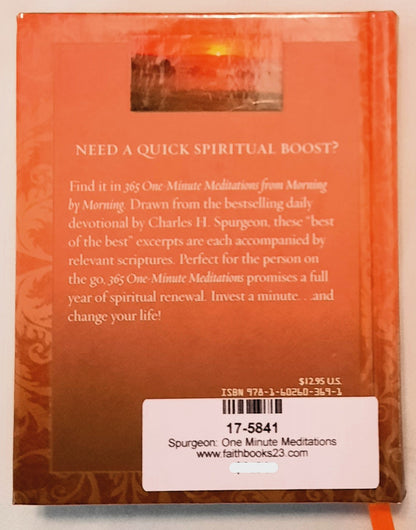 NEED A QUICK SPIRITUAL BOOST?
Find it in 365 One-Minute Meditations from Morning
by Morning. Drawn from the bestselling daily
devotional by Charles H. Spurgeon, these "best
of the best" excerpts are each accompanied by
relevant scriptures. Perfect for the person on
the go, 365 One-Minute Meditations promises a full
year of spiritual renewal. Invest a minute. . .and
change your life!
$12.95 U.S.
ISBN 978-1-60260-369-1
17-5841
Spurgeon: One Minute Meditations
www.faithbooks23.com